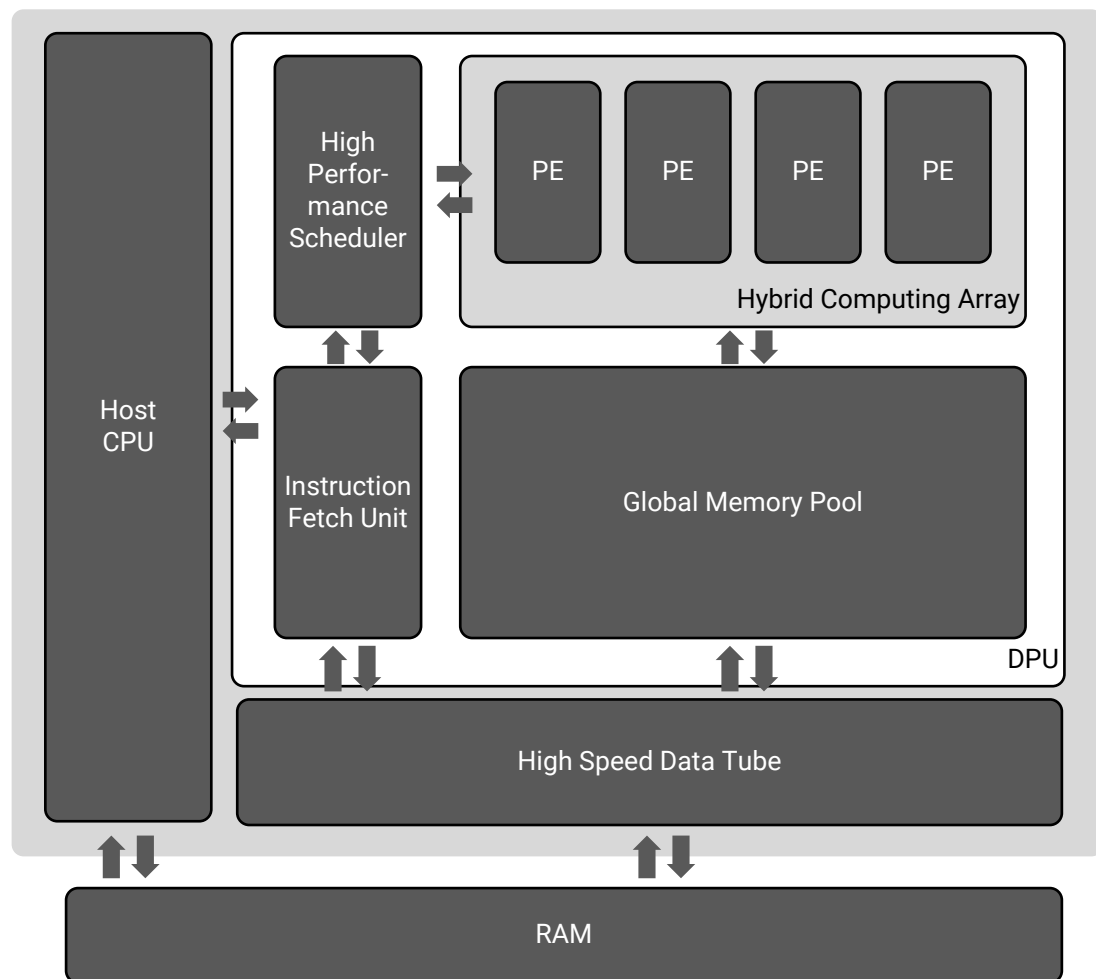 High
Perfor-
mance
Scheduler
PE
PE
PE
PE
Hybrid Computing Array
Host
CPU
Instruction
Fetch Unit
Global Memory Pool
DPU
High Speed Data Tube
RAM